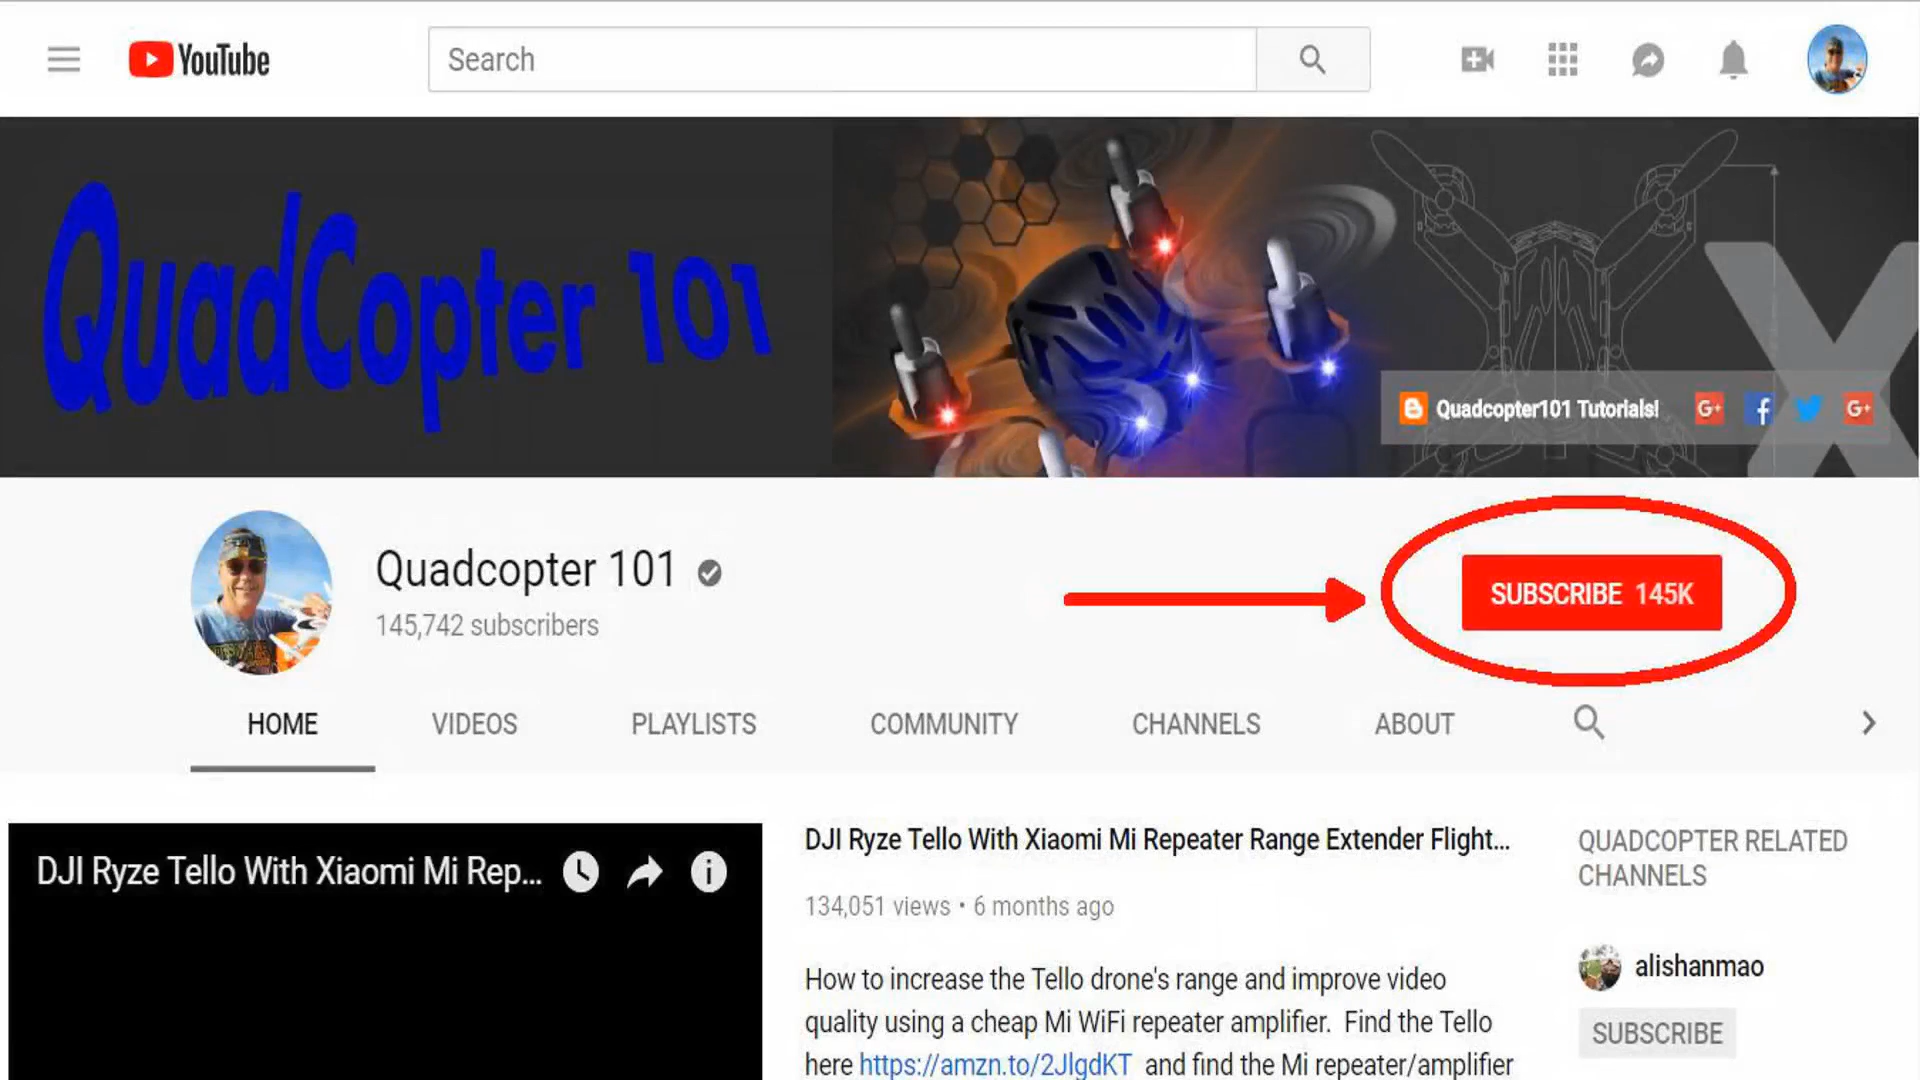 YouTube
Search
QuadCopter 101
X
Quadcopter101 Tutorials!
Quadcopter 101
145,742 subscribers
SUBSCRIBE 145K
HOME VIDEOS PLAYLISTS COMMUNITY CHANNELS ABOUT
DJI Ryze Tello With Xiaomi Mi Rep...
DJI Ryze Tello With Xiaomi Mi Repeater Range Extender Flight...
134,051 views • 6 months ago
How to increase the Tello drone's range and improve video
quality using a cheap Mi WiFi repeater amplifier. Find the Tello
here https://amzn.to/2JlgdKT and find the Mi repeater/amplifier
QUADCOPTER RELATED
CHANNELS
alishanmao
SUBSCRIBE